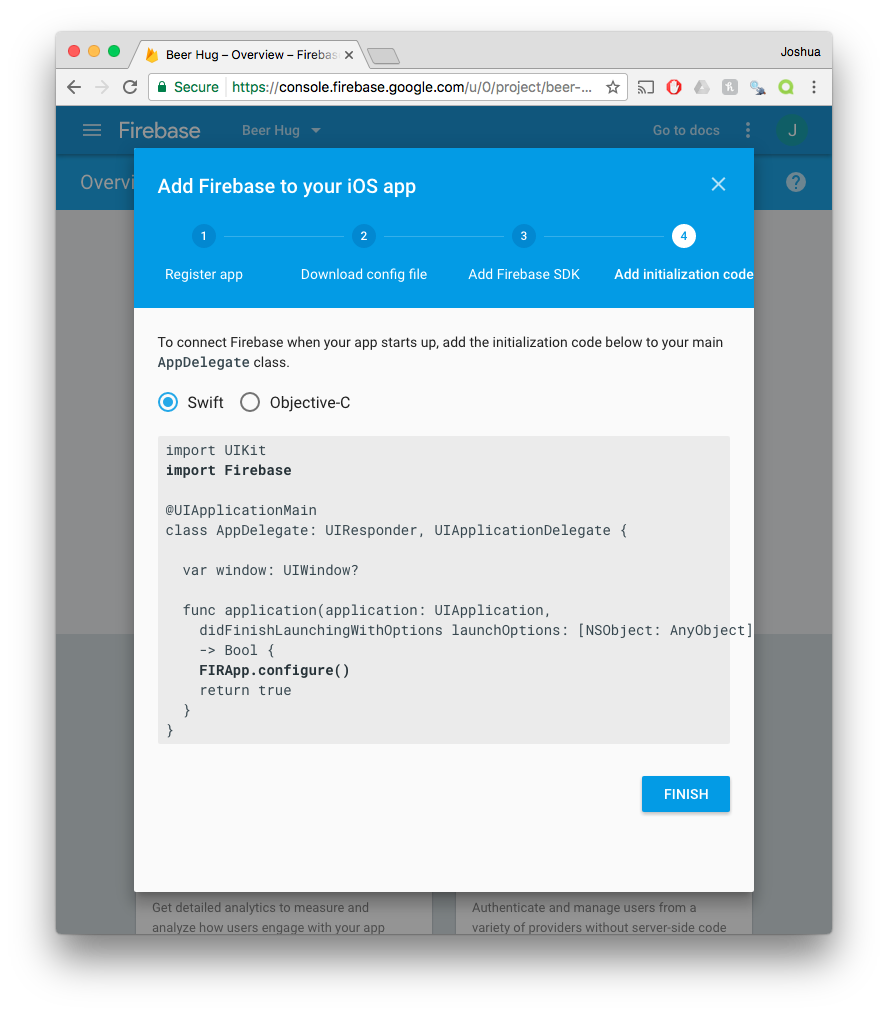 Beer Hug – Overview – Firebas
Joshua
Secure https://console.firebase.google.com/u/0/project/beer-...
Firebase Beer Hug Go to docs J
Overvi
Add Firebase to your iOS app
1 2 3 4
Register app Download config file Add Firebase SDK Add initialization code
To connect Firebase when your app starts up, add the initialization code below to your main
AppDelegate class.
Swift Objective-C
import UIKit
import Firebase
@UIApplicationMain
class AppDelegate: UIResponder, UIApplicationDelegate {
var window: UIWindow?
func application(application: UIApplication,
didFinishLaunchingWithOptions launchOptions: [NSObject: AnyObject]
-> Bool {
FIRApp.configure()
return true
}
}
FINISH
Get detailed analytics to measure and
analyze how users engage with your app
Authenticate and manage users from a
variety of providers without server-side code